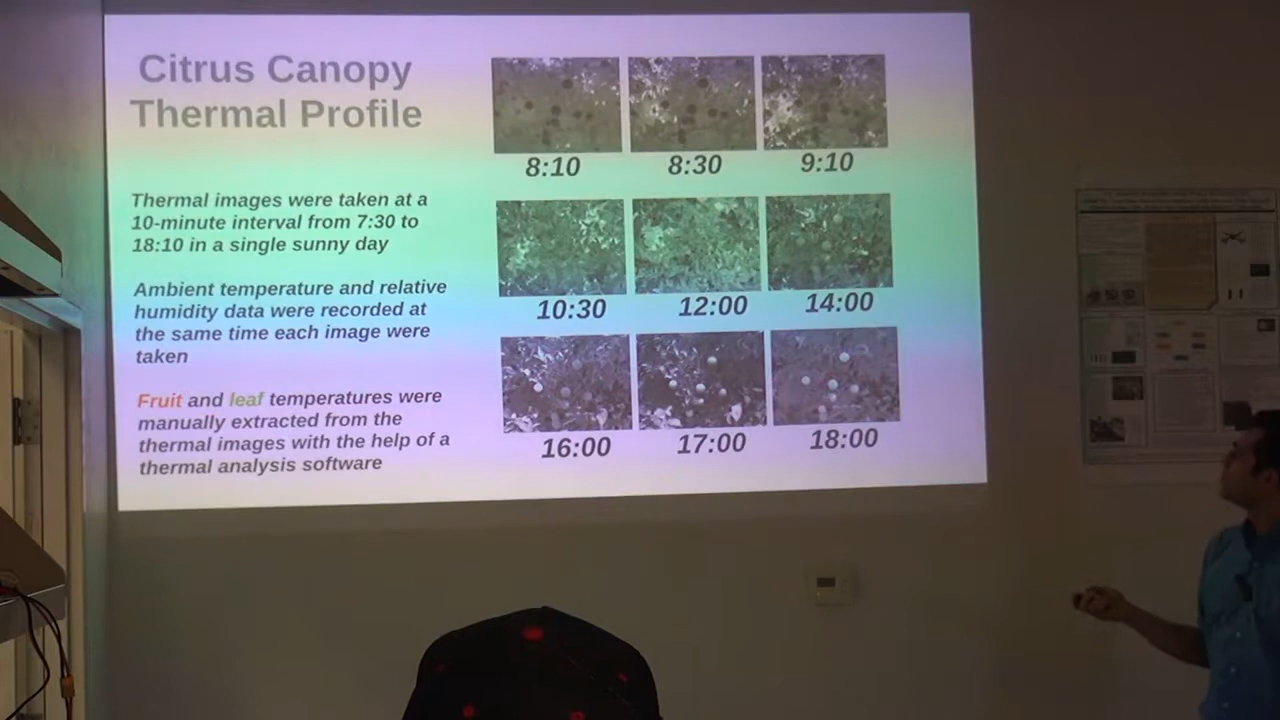 Citrus Canopy
Thermal Profile
Thermal images were taken at a
10-minute interval from 7:30 to
18:10 in a single sunny day
Ambient temperature and relative
humidity data were recorded at
the same time each image were
taken
Fruit and leaf temperatures were
manually extracted from the
thermal images with the help of a
thermal analysis software
8:10 8:30 9:10
10:30 12:00 14:00
16:00 17:00 18:00